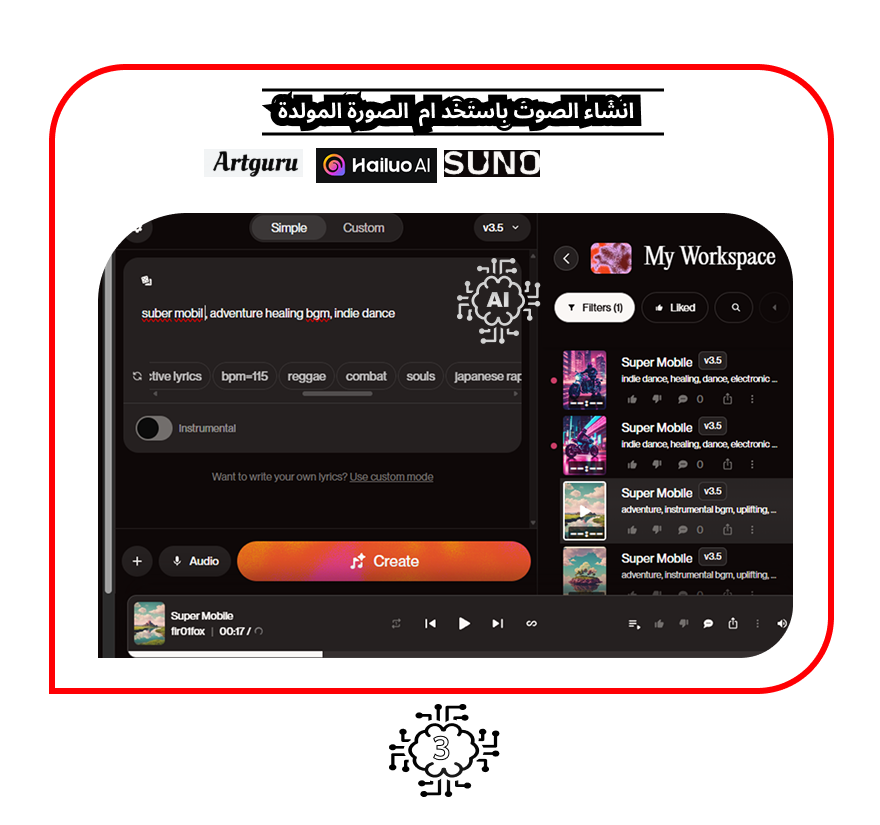 انشاء الصوت باستخد ام الصورة المولدة
Artguru
Hailuo AI
SUNO
Simple
Custom
v3.5
My Workspace
suber mobil, adventure healing bgm, indie dance
AI
Filters (1)
Liked
:tive lyrics
bpm=115
reggae
combat
souls
japanese rap
Instrumental
Want to write your own lyrics? Use custom mode
Super Mobile v3.5
indie dance, healing, dance, electronic ...
0
Super Mobile v3.5
indie dance, healing, dance, electronic ...
0
Super Mobile v3.5
adventure, instrumental bgm, uplifting, ...
0
Super Mobile v3.5
adventure, instrumental bgm, uplifting, ...
+
Audio
Create
Super Mobile
fir01fox | 00:17 /
3